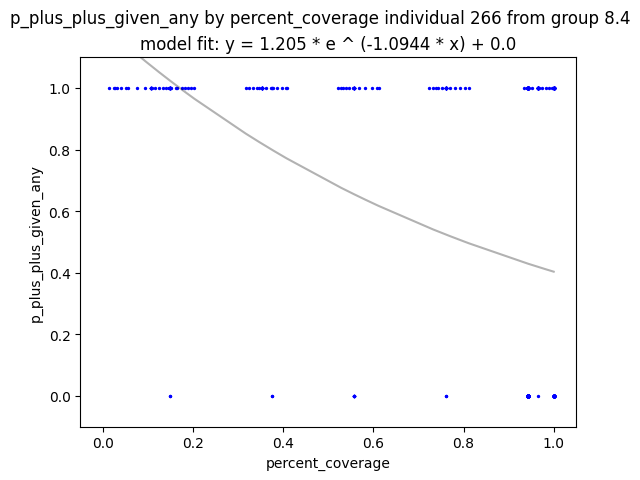 p_plus_plus_given_any by percent_coverage individual 266 from group 8.4
model fit: y = 1.205 * e ^ (-1.0944 * x) + 0.0
p_plus_plus_given_any
1.0
0.8
0.6
0.4
0.2
0.0
0.0 0.2 0.4 0.6 0.8 1.0
percent_coverage